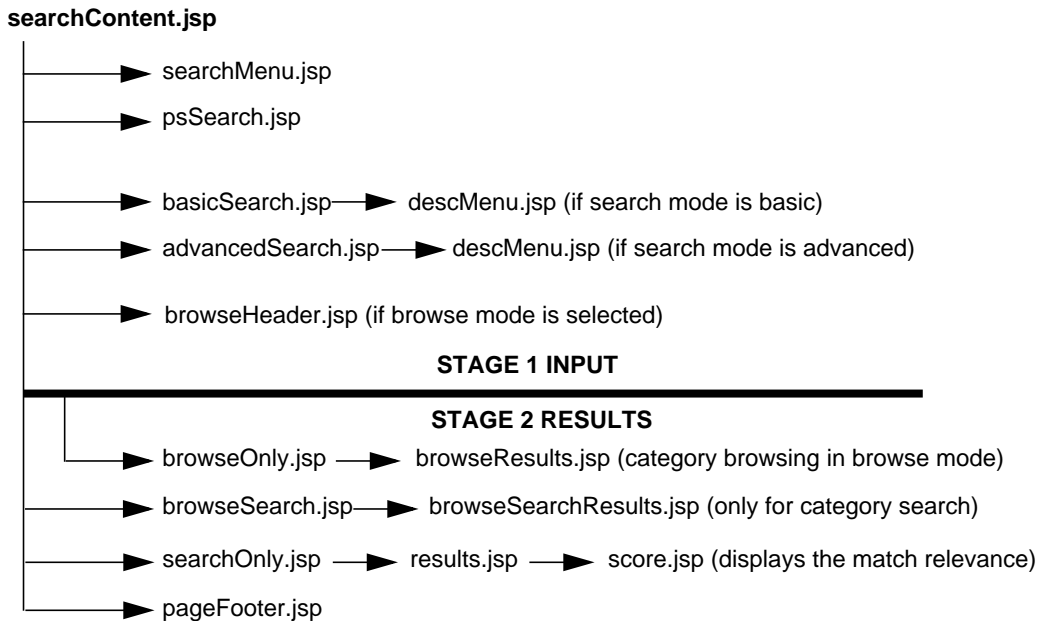 searchContent.jsp
searchMenu.jsp
psSearch.jsp
basicSearch.jsp descMenu.jsp (if search mode is basic)
advancedSearch.jsp descMenu.jsp (if search mode is advanced)
browseHeader.jsp (if browse mode is selected)
STAGE 1 INPUT
STAGE 2 RESULTS
browseOnly.jsp browseResults.jsp (category browsing in browse mode)
browseSearch.jsp browseSearchResults.jsp (only for category search)
searchOnly.jsp results.jsp score.jsp (displays the match relevance)
pageFooter.jsp